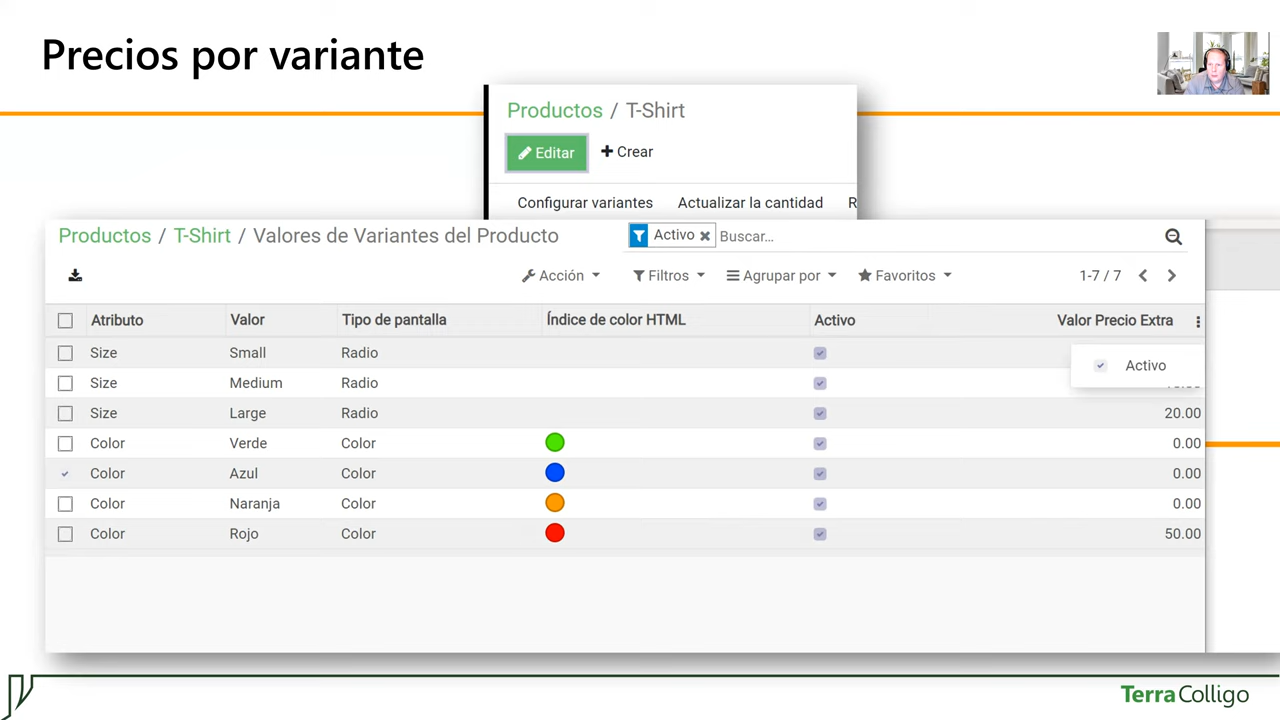 Precios por variante
Productos / T-Shirt
Editar Crear
Configurar variantes Actualizar la cantidad R
Productos / T-Shirt / Valores de Variantes del Producto Activo Buscar...
Acción Filtros Agrupar por Favoritos 1-7 / 7
Atributo Valor Tipo de pantalla Índice de color HTML Activo Valor Precio Extra
Size Small Radio
Activo
Size Medium Radio
Size Large Radio 20.00
Color Verde Color 0.00
Color Azul Color 0.00
Color Naranja Color 0.00
Color Rojo Color 50.00
TerraColligo